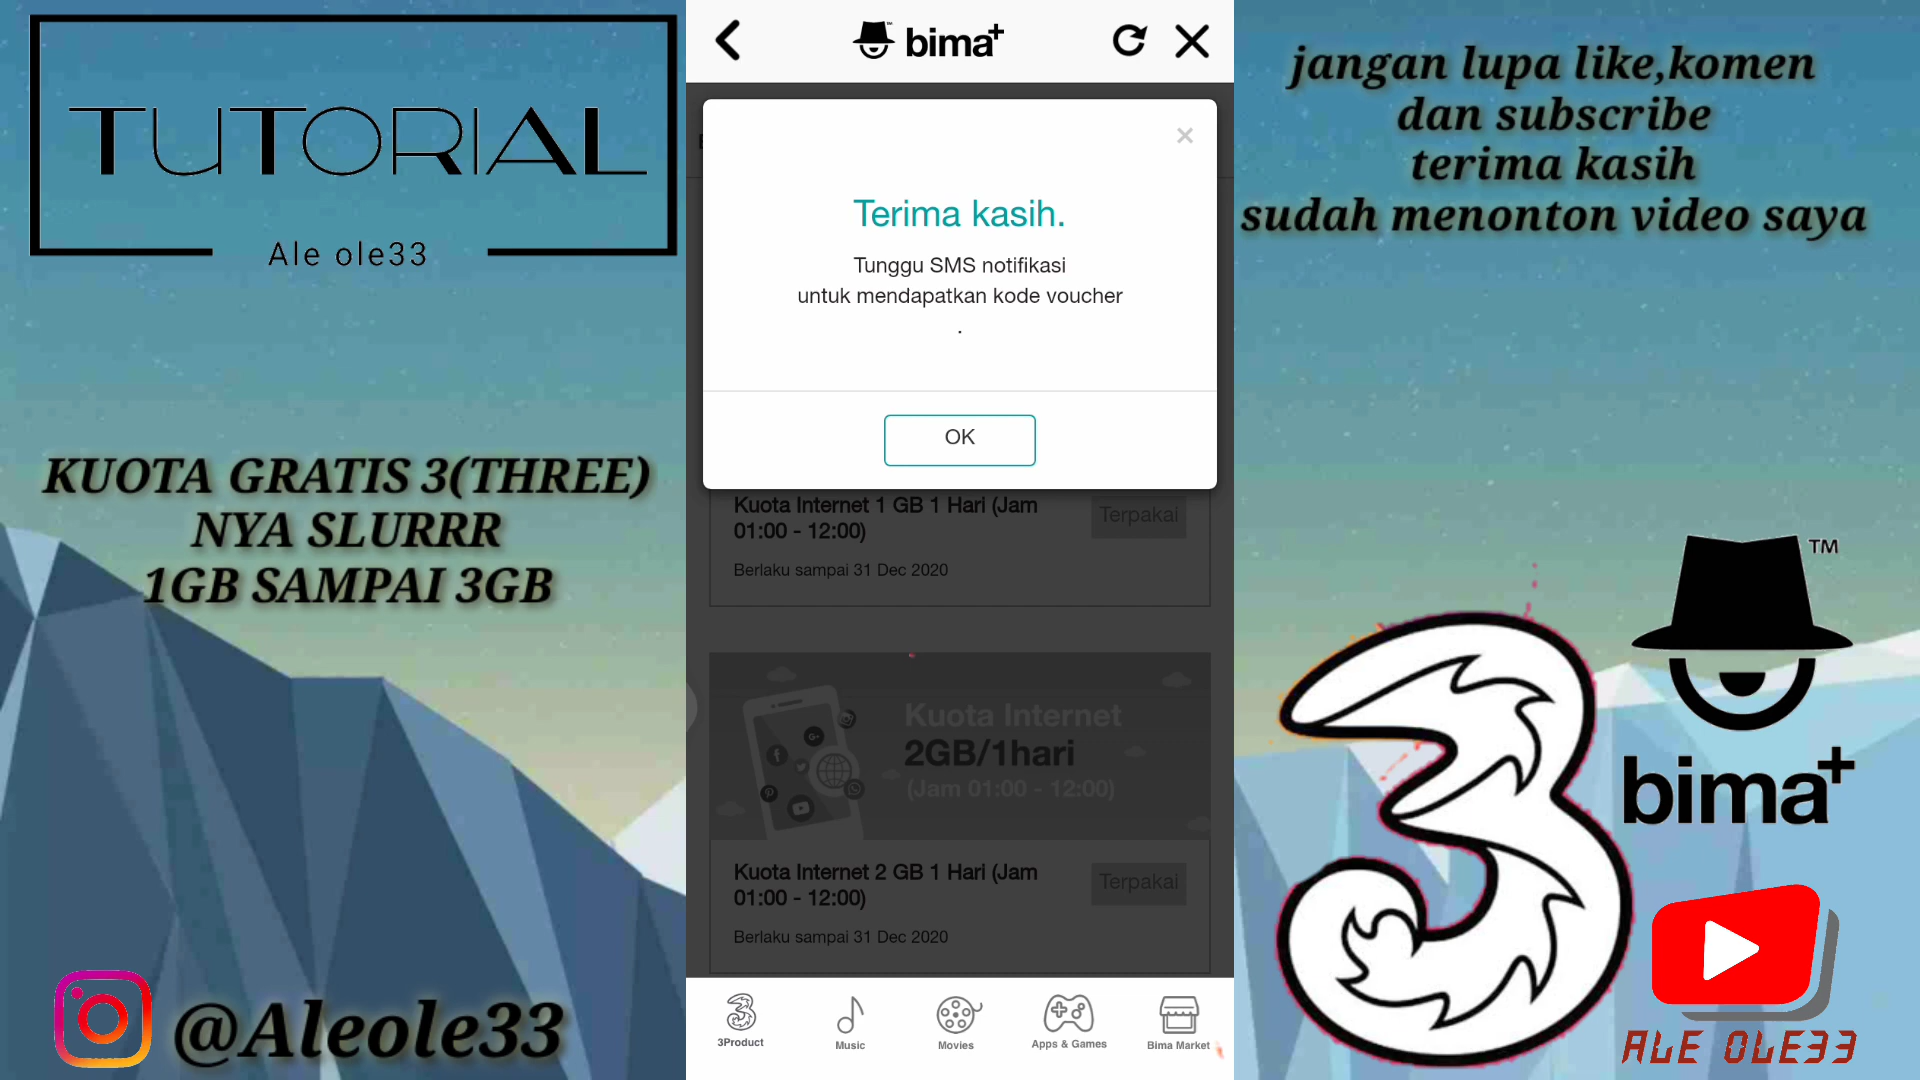 TUTORIAL
Ale ole33
KUOTA GRATIS 3(THREE)
NYA SLURRR
1GB SAMPAI 3GB
@Aleole33
bima+
Terima kasih.
Tunggu SMS notifikasi
untuk mendapatkan kode voucher
.
OK
Kuota Internet 1 GB 1 Hari (Jam
01:00 - 12:00)
Terpakai
Berlaku sampai 31 Dec 2020
Kuota Internet
2GB/1hari
(Jam 01:00 - 12:00)
Kuota Internet 2 GB 1 Hari (Jam
01:00 - 12:00)
Terpakai
Berlaku sampai 31 Dec 2020
3Product
Music
Movies
Apps & Games
Bima Market
jangan lupa like,komen
dan subscribe
terima kasih
sudah menonton video saya
TM
3
bima+
ALE OLE33